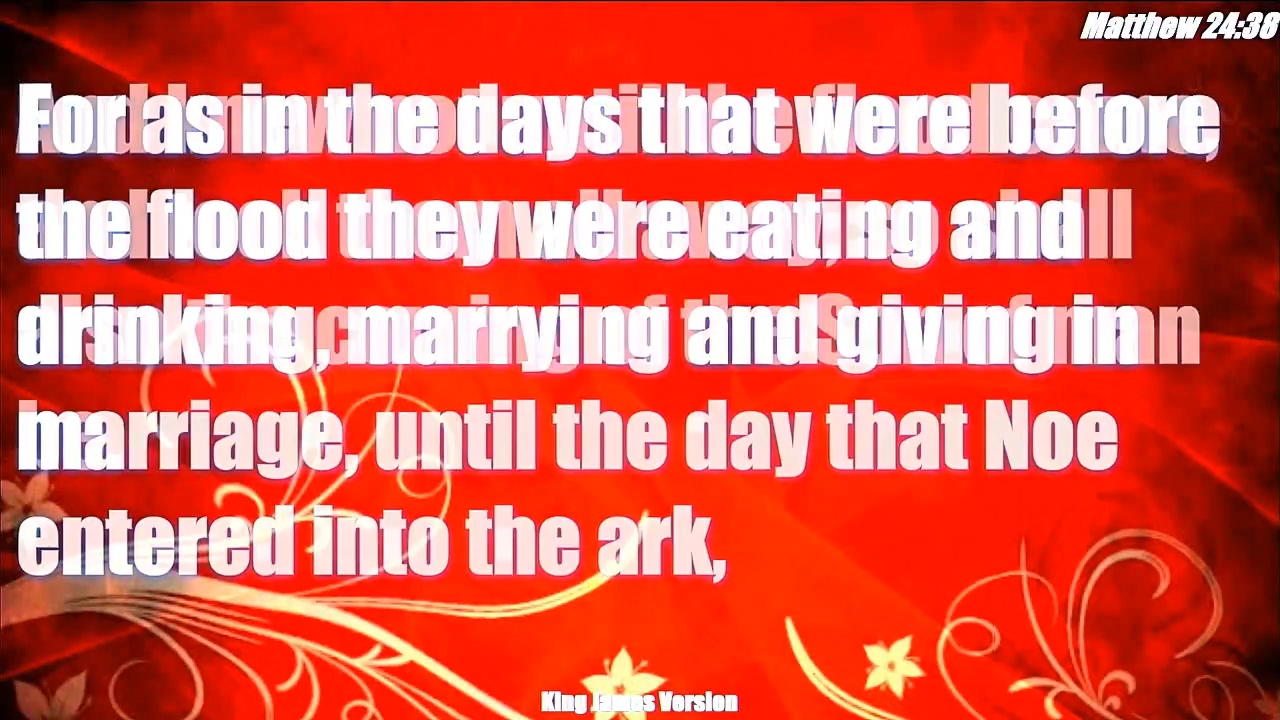 Matthew 24:38
For as in the days that were before,
the flood they were eating and
drinking, marrying and giving in
marriage, until the day that Noe
entered into the ark,
King James Version